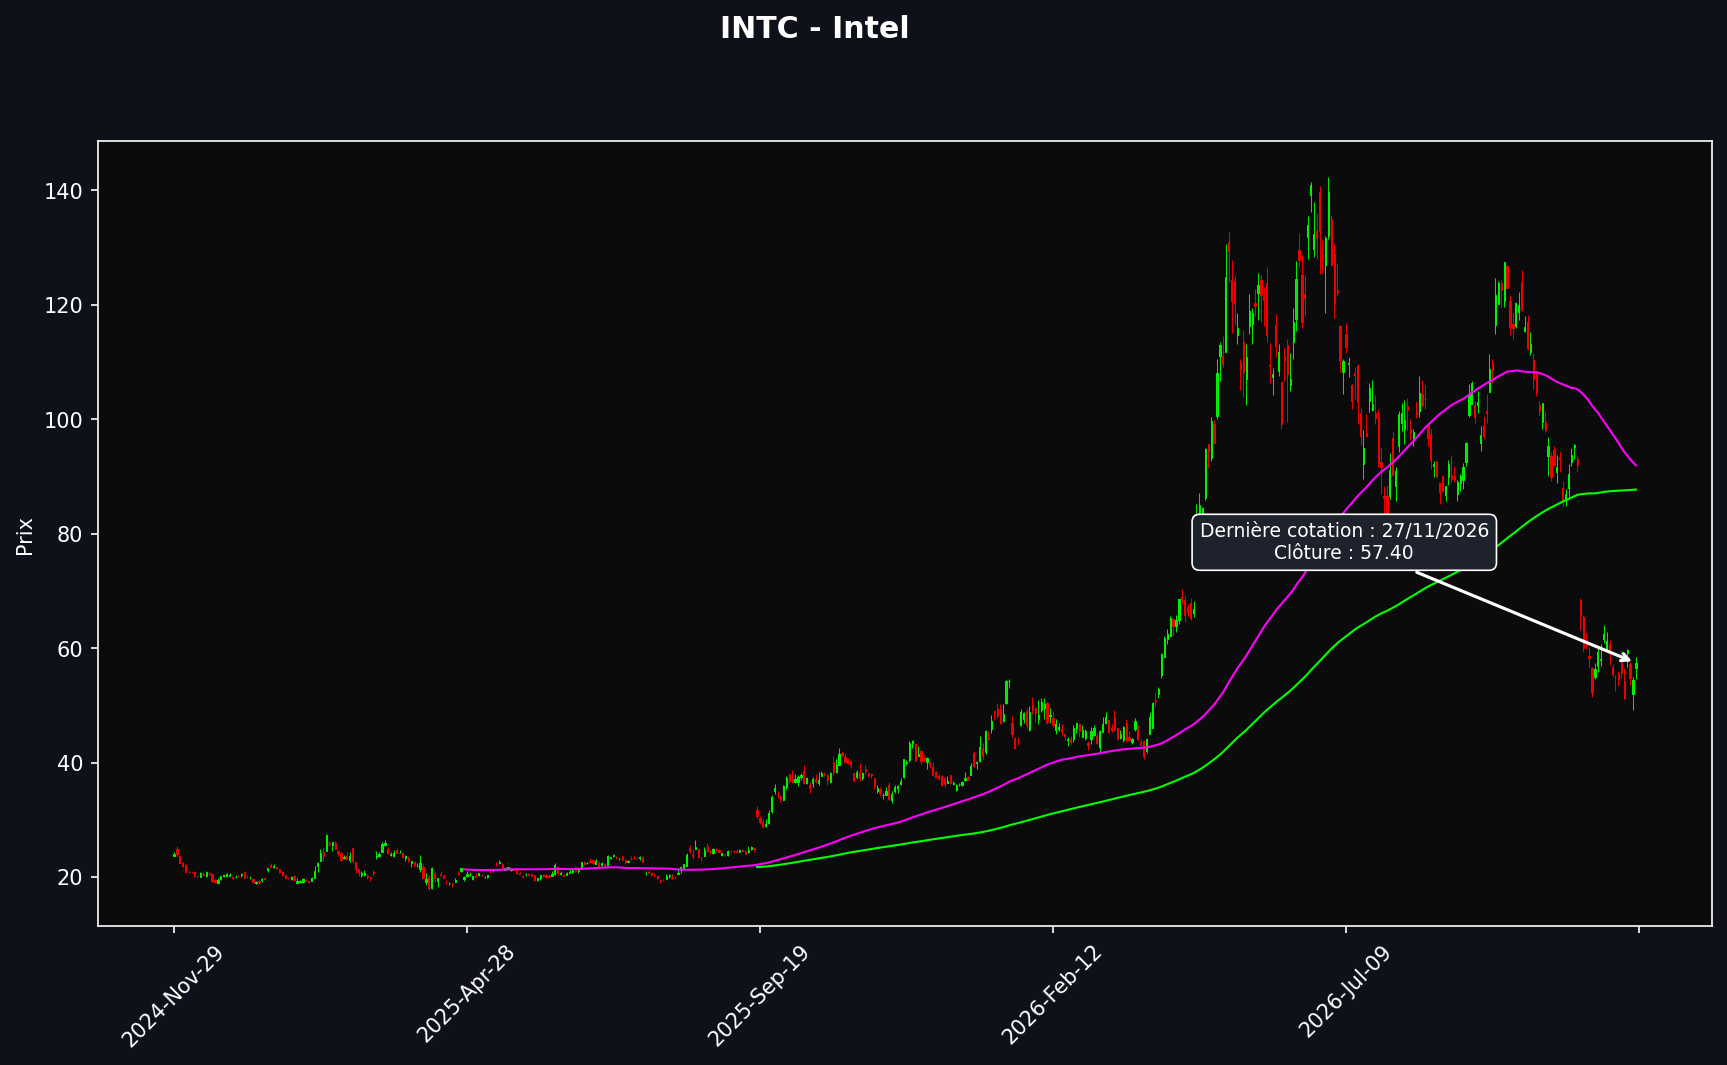 INTC - Intel
140
120
100
80
60
40
20
Prix
Dernière cotation : 27/11/2026
Clôture : 57.40
2024-Nov-29
2025-Apr-28
2025-Sep-19
2026-Feb-12
2026-Jul-09